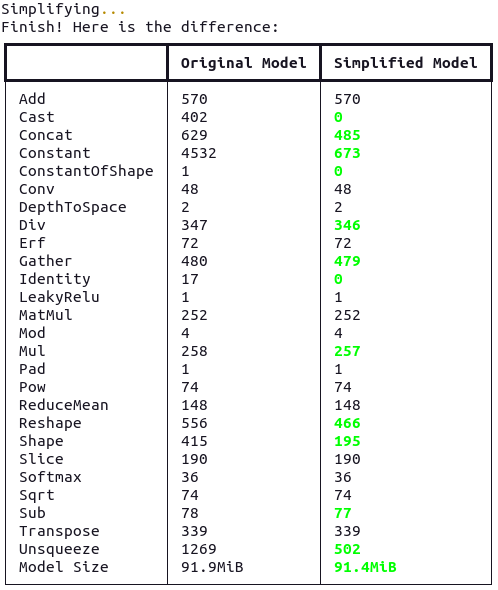 Simplifying...
Finish! Here is the difference:
Original Model Simplified Model
Add 570 570
Cast 402 0
Concat 629 485
Constant 4532 673
ConstantOfShape 1 0
Conv 48 48
DepthToSpace 2 2
Div 347 346
Erf 72 72
Gather 480 479
Identity 17 0
LeakyRelu 1 1
MatMul 252 252
Mod 4 4
Mul 258 257
Pad 1 1
Pow 74 74
ReduceMean 148 148
Reshape 556 466
Shape 415 195
Slice 190 190
Softmax 36 36
Sqrt 74 74
Sub 78 77
Transpose 339 339
Unsqueeze 1269 502
Model Size 91.9MiB 91.4MiB